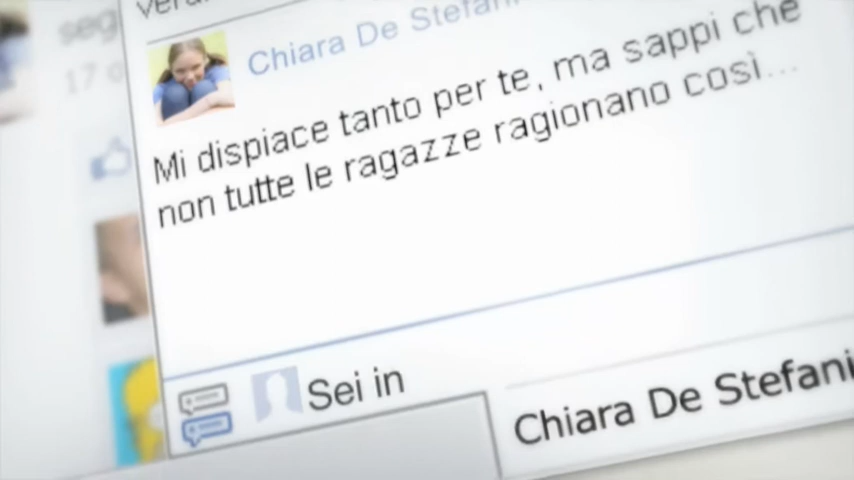 Chiara De Stefani
Mi dispiace tanto per te, ma sappi che
non tutte le ragazze ragionano così...
Sei in
Chiara De Stefani